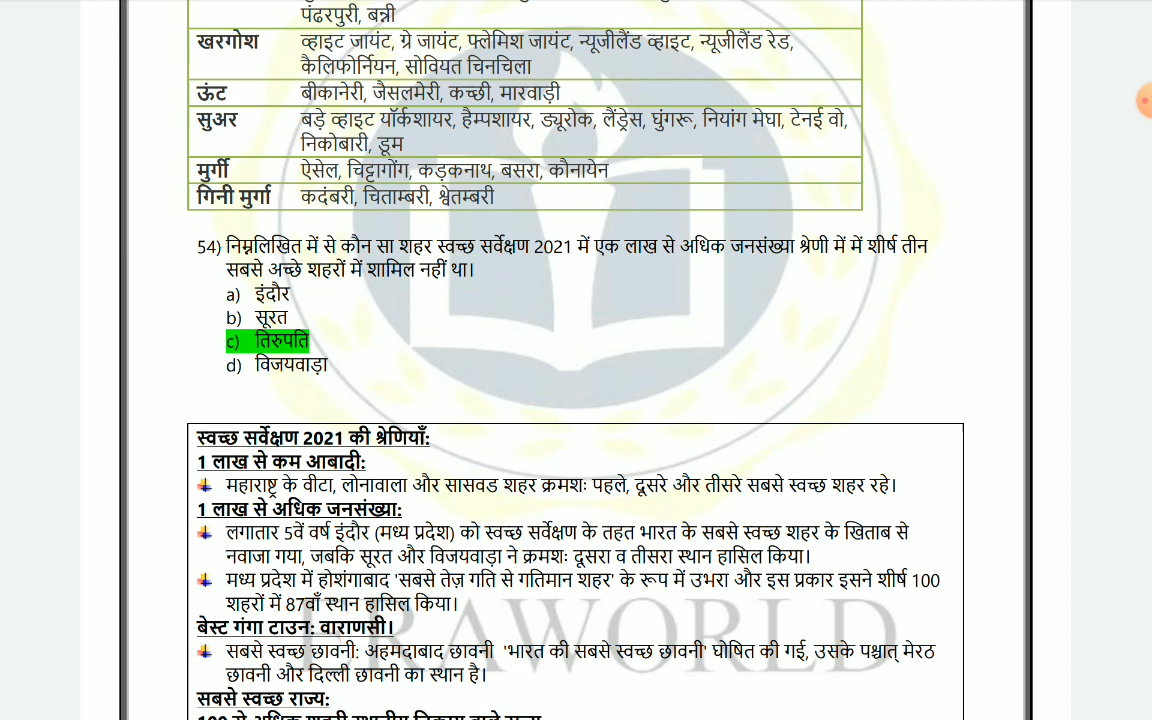 पंढरपुरी, बन्नी
खरगोश व्हाइट जायंट, ग्रे जायंट, फ्लेमिश जायंट, न्यूजीलैंड व्हाइट, न्यूजीलैंड रेड,
कैलिफोर्नियन, सोवियत चिनचिला
ऊंट बीकानेरी, जैसलमेरी, कच्छी, मारवाड़ी
सुअर बड़े व्हाइट यॉर्कशायर, हैम्पशायर, ड्यूरोक, लैंड्रेस, घुंगरू, नियांग मेघा, टेनई वो,
निकोबारी, डूम
मुर्गी ऐसेल, चिट्टागोंग, कड़कनाथ, बसरा, कौनायेन
गिनी मुर्गा कदंबरी, चिताम्बरी, श्वेतम्बरी
54) निम्नलिखित में से कौन सा शहर स्वच्छ सर्वेक्षण 2021 में एक लाख से अधिक जनसंख्या श्रेणी में में शीर्ष तीन
सबसे अच्छे शहरों में शामिल नहीं था।
a) इंदौर
b) सूरत
c) तिरुपति
d) विजयवाड़ा
स्वच्छ सर्वेक्षण 2021 की श्रेणियाँ:
1 लाख से कम आबादी:
महाराष्ट्र के वीटा, लोनावाला और सासवड शहर क्रमशः पहले, दूसरे और तीसरे सबसे स्वच्छ शहर रहे।
1 लाख से अधिक जनसंख्या:
लगातार 5वें वर्ष इंदौर (मध्य प्रदेश) को स्वच्छ सर्वेक्षण के तहत भारत के सबसे स्वच्छ शहर के खिताब से
नवाजा गया, जबकि सूरत और विजयवाड़ा ने क्रमशः दूसरा व तीसरा स्थान हासिल किया।
मध्य प्रदेश में होशंगाबाद 'सबसे तेज़ गति से गतिमान शहर' के रूप में उभरा और इस प्रकार इसने शीर्ष 100
शहरों में 87वाँ स्थान हासिल किया।
बेस्ट गंगा टाउन: वाराणसी।
सबसे स्वच्छ छावनी: अहमदाबाद छावनी 'भारत की सबसे स्वच्छ छावनी' घोषित की गई, उसके पश्चात् मेरठ
छावनी और दिल्ली छावनी का स्थान है।
सबसे स्वच्छ राज्य:
ERAWORLD